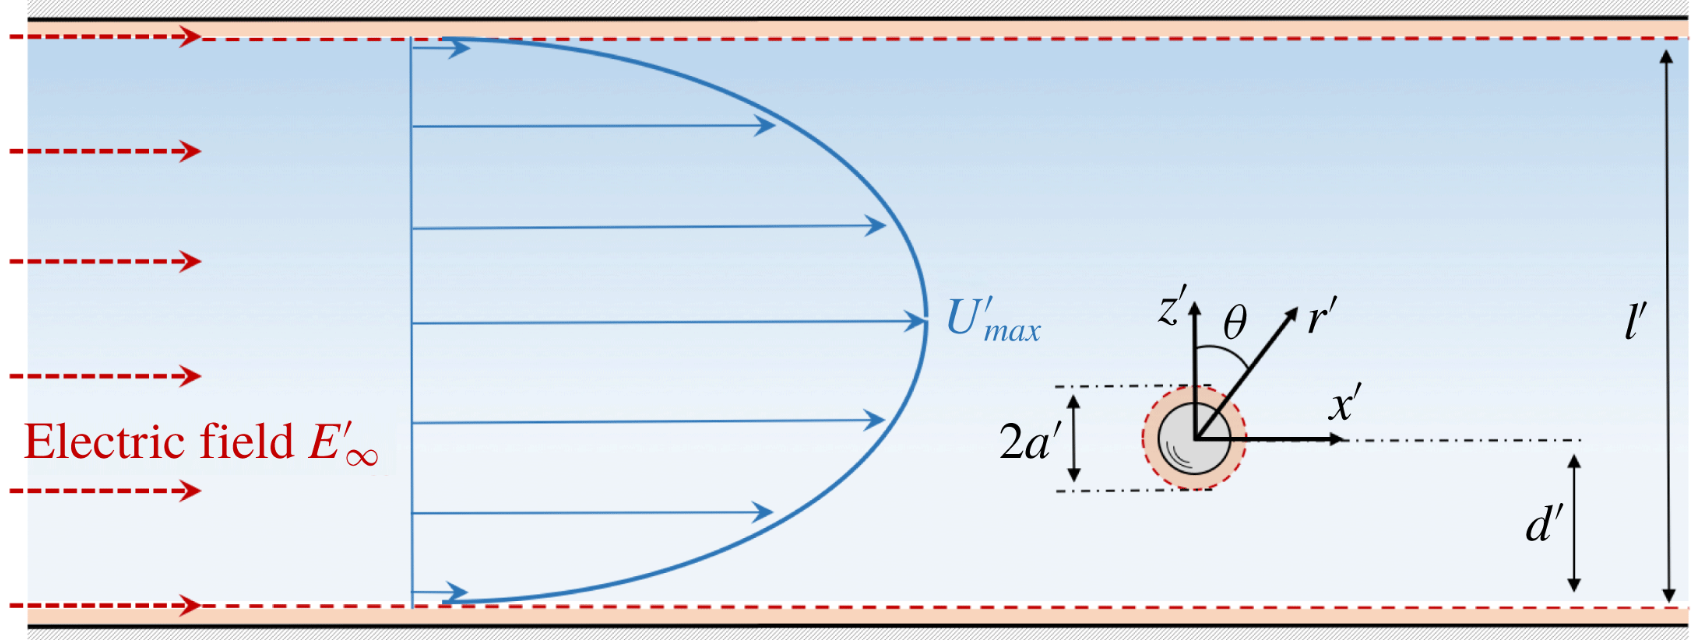 z′
θ
r′
U′max
l′
x′
2a′
Electric field E′∞
d′